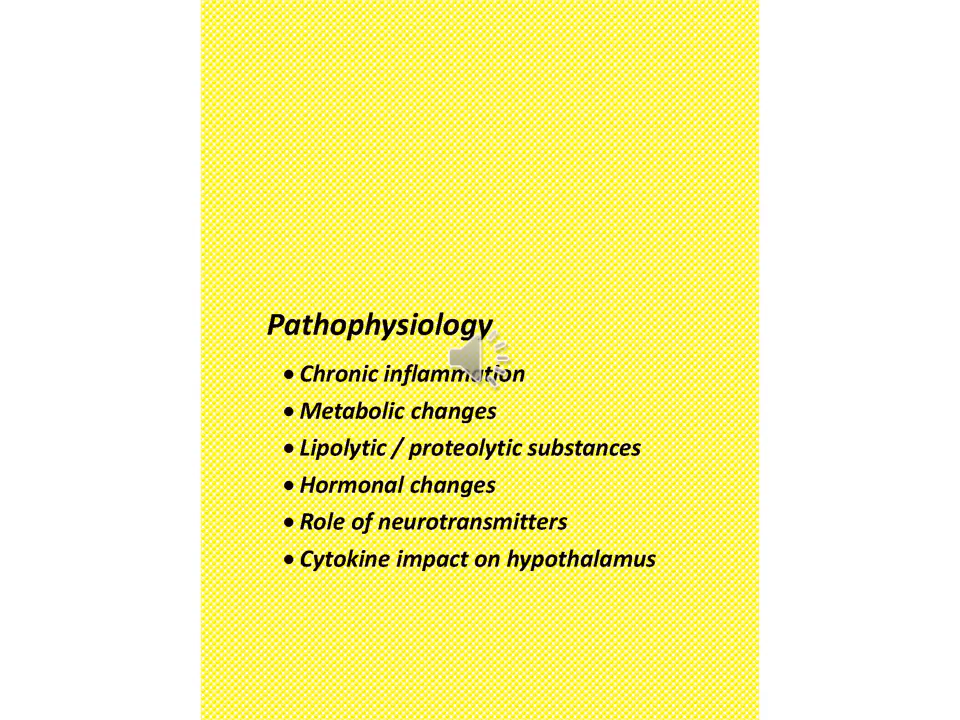 Pathophysiology
• Chronic inflammation
• Metabolic changes
• Lipolytic / proteolytic substances
• Hormonal changes
• Role of neurotransmitters
• Cytokine impact on hypothalamus